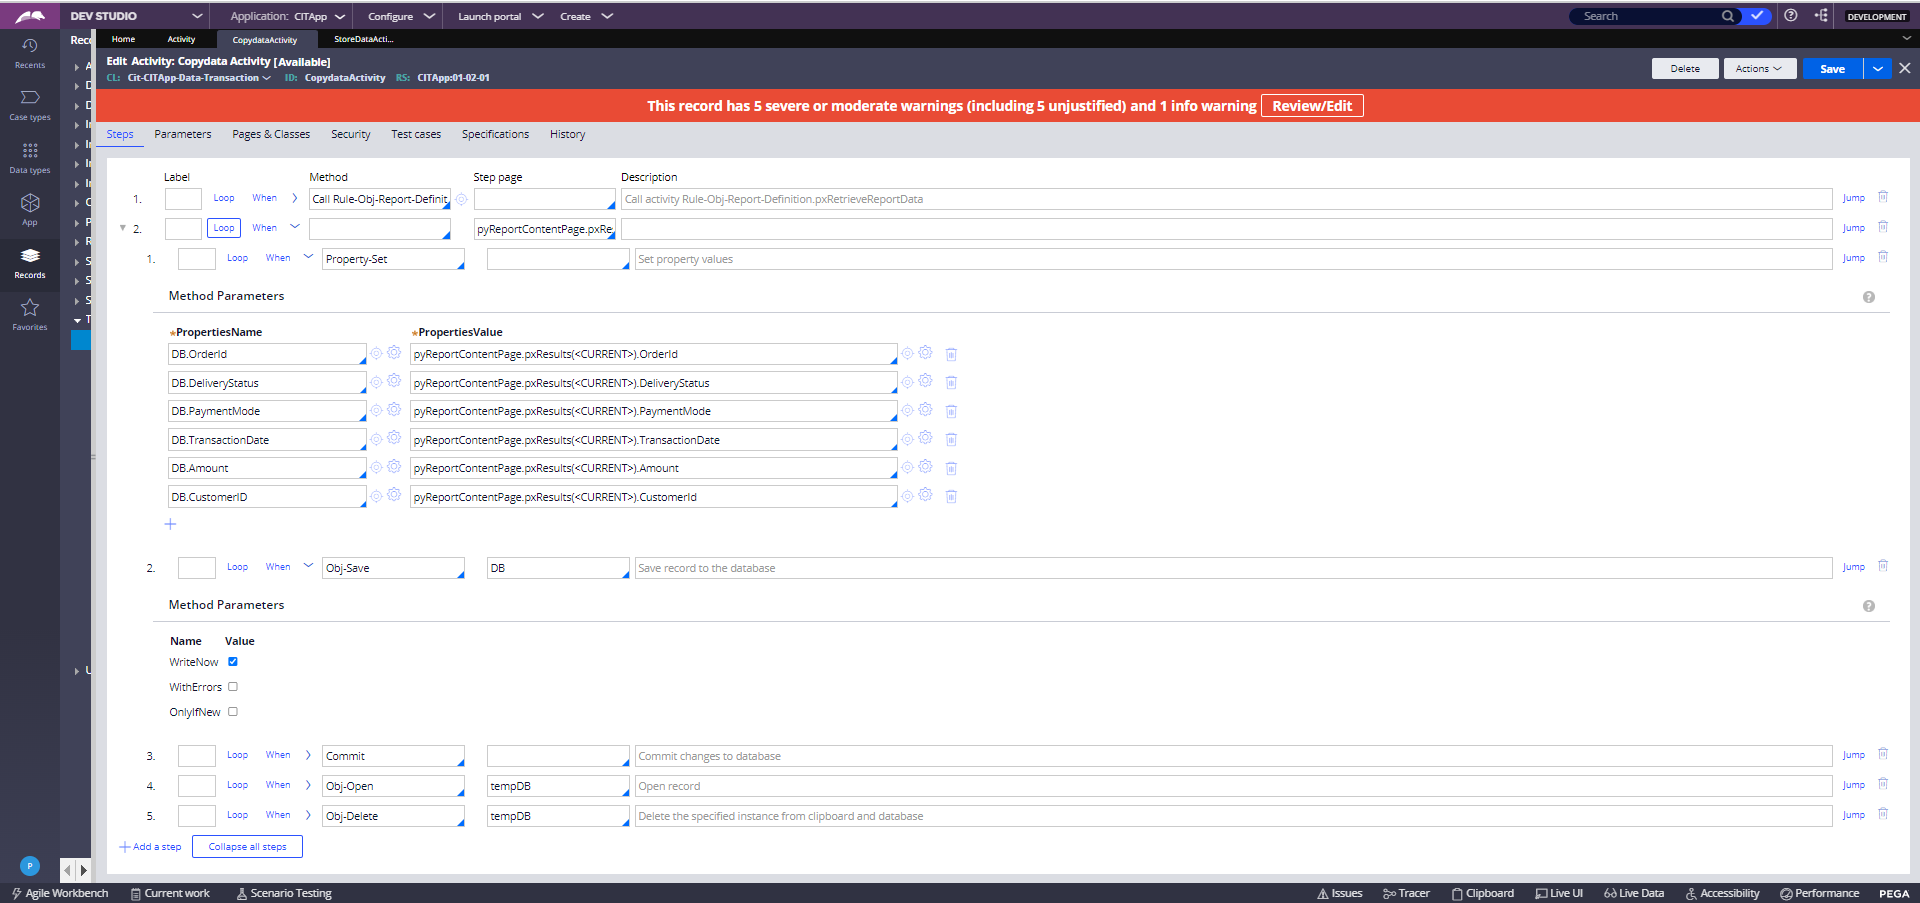 DEV STUDIO Application: CITApp Configure Launch portal Create Search DEVELOPMENT
Home Activity CopydataActivity StoreDataActi...
Recents
Case types
Data types
App
Records
Favorites
P
Edit Activity: Copydata Activity [Available]
CL: Cit-CITApp-Data-Transaction ID: CopydataActivity RS: CITApp:01-02-01
Delete Actions Save
This record has 5 severe or moderate warnings (including 5 unjustified) and 1 info warning Review/Edit
Steps Parameters Pages & Classes Security Test cases Specifications History
Label Method Step page Description
1. Loop When Call Rule-Obj-Report-Definit Call activity Rule-Obj-Report-Definition.pxRetrieveReportData Jump
2. Loop When pyReportContentPage.pxRe Jump
1. Loop When Property-Set Set property values Jump
Method Parameters
*PropertiesName *PropertiesValue
DB.OrderId pyReportContentPage.pxResults(<CURRENT>).OrderId
DB.DeliveryStatus pyReportContentPage.pxResults(<CURRENT>).DeliveryStatus
DB.PaymentMode pyReportContentPage.pxResults(<CURRENT>).PaymentMode
DB.TransactionDate pyReportContentPage.pxResults(<CURRENT>).TransactionDate
DB.Amount pyReportContentPage.pxResults(<CURRENT>).Amount
DB.CustomerID pyReportContentPage.pxResults(<CURRENT>).CustomerId
2. Loop When Obj-Save DB Save record to the database Jump
Method Parameters
Name Value
WriteNow
WithErrors
OnlyIfNew
3. Loop When Commit Commit changes to database Jump
4. Loop When Obj-Open tempDB Open record Jump
5. Loop When Obj-Delete tempDB Delete the specified instance from clipboard and database Jump
Add a step Collapse all steps
Agile Workbench Current work Scenario Testing Issues Tracer Clipboard Live UI Live Data Accessibility Performance PEGA